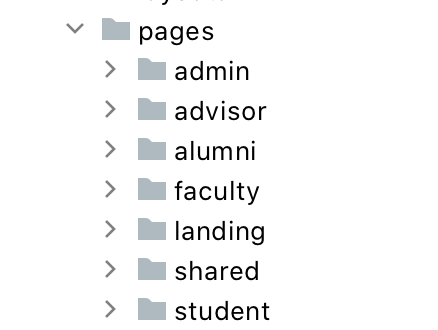 pages
admin
advisor
alumni
faculty
landing
shared
student